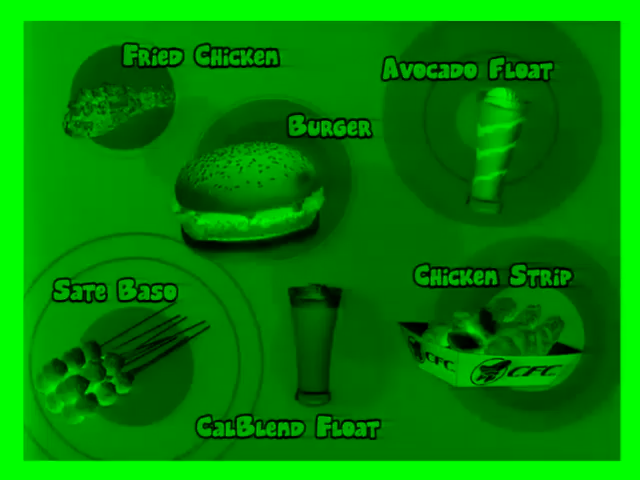 Fried Chicken
Avocado Float
Burger
Chicken Strip
Sate Baso
CFC
CFC
CalBlend Float